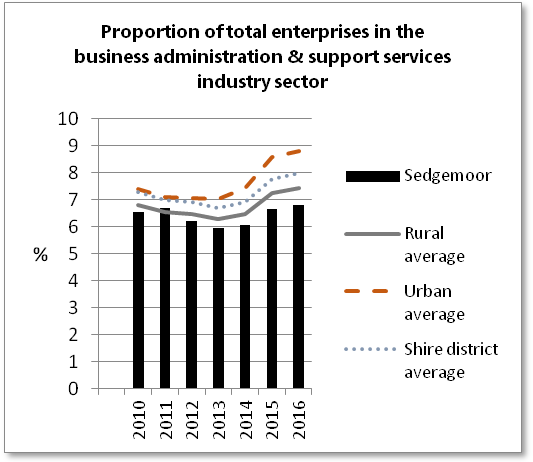 Proportion of total enterprises in the
business administration & support services
industry sector
10
9
8
7
6
5
4
3
2
1
0
%
2010
2011
2012
2013
2014
2015
2016
Sedgemoor
Rural
average
Urban
average
Shire district
average